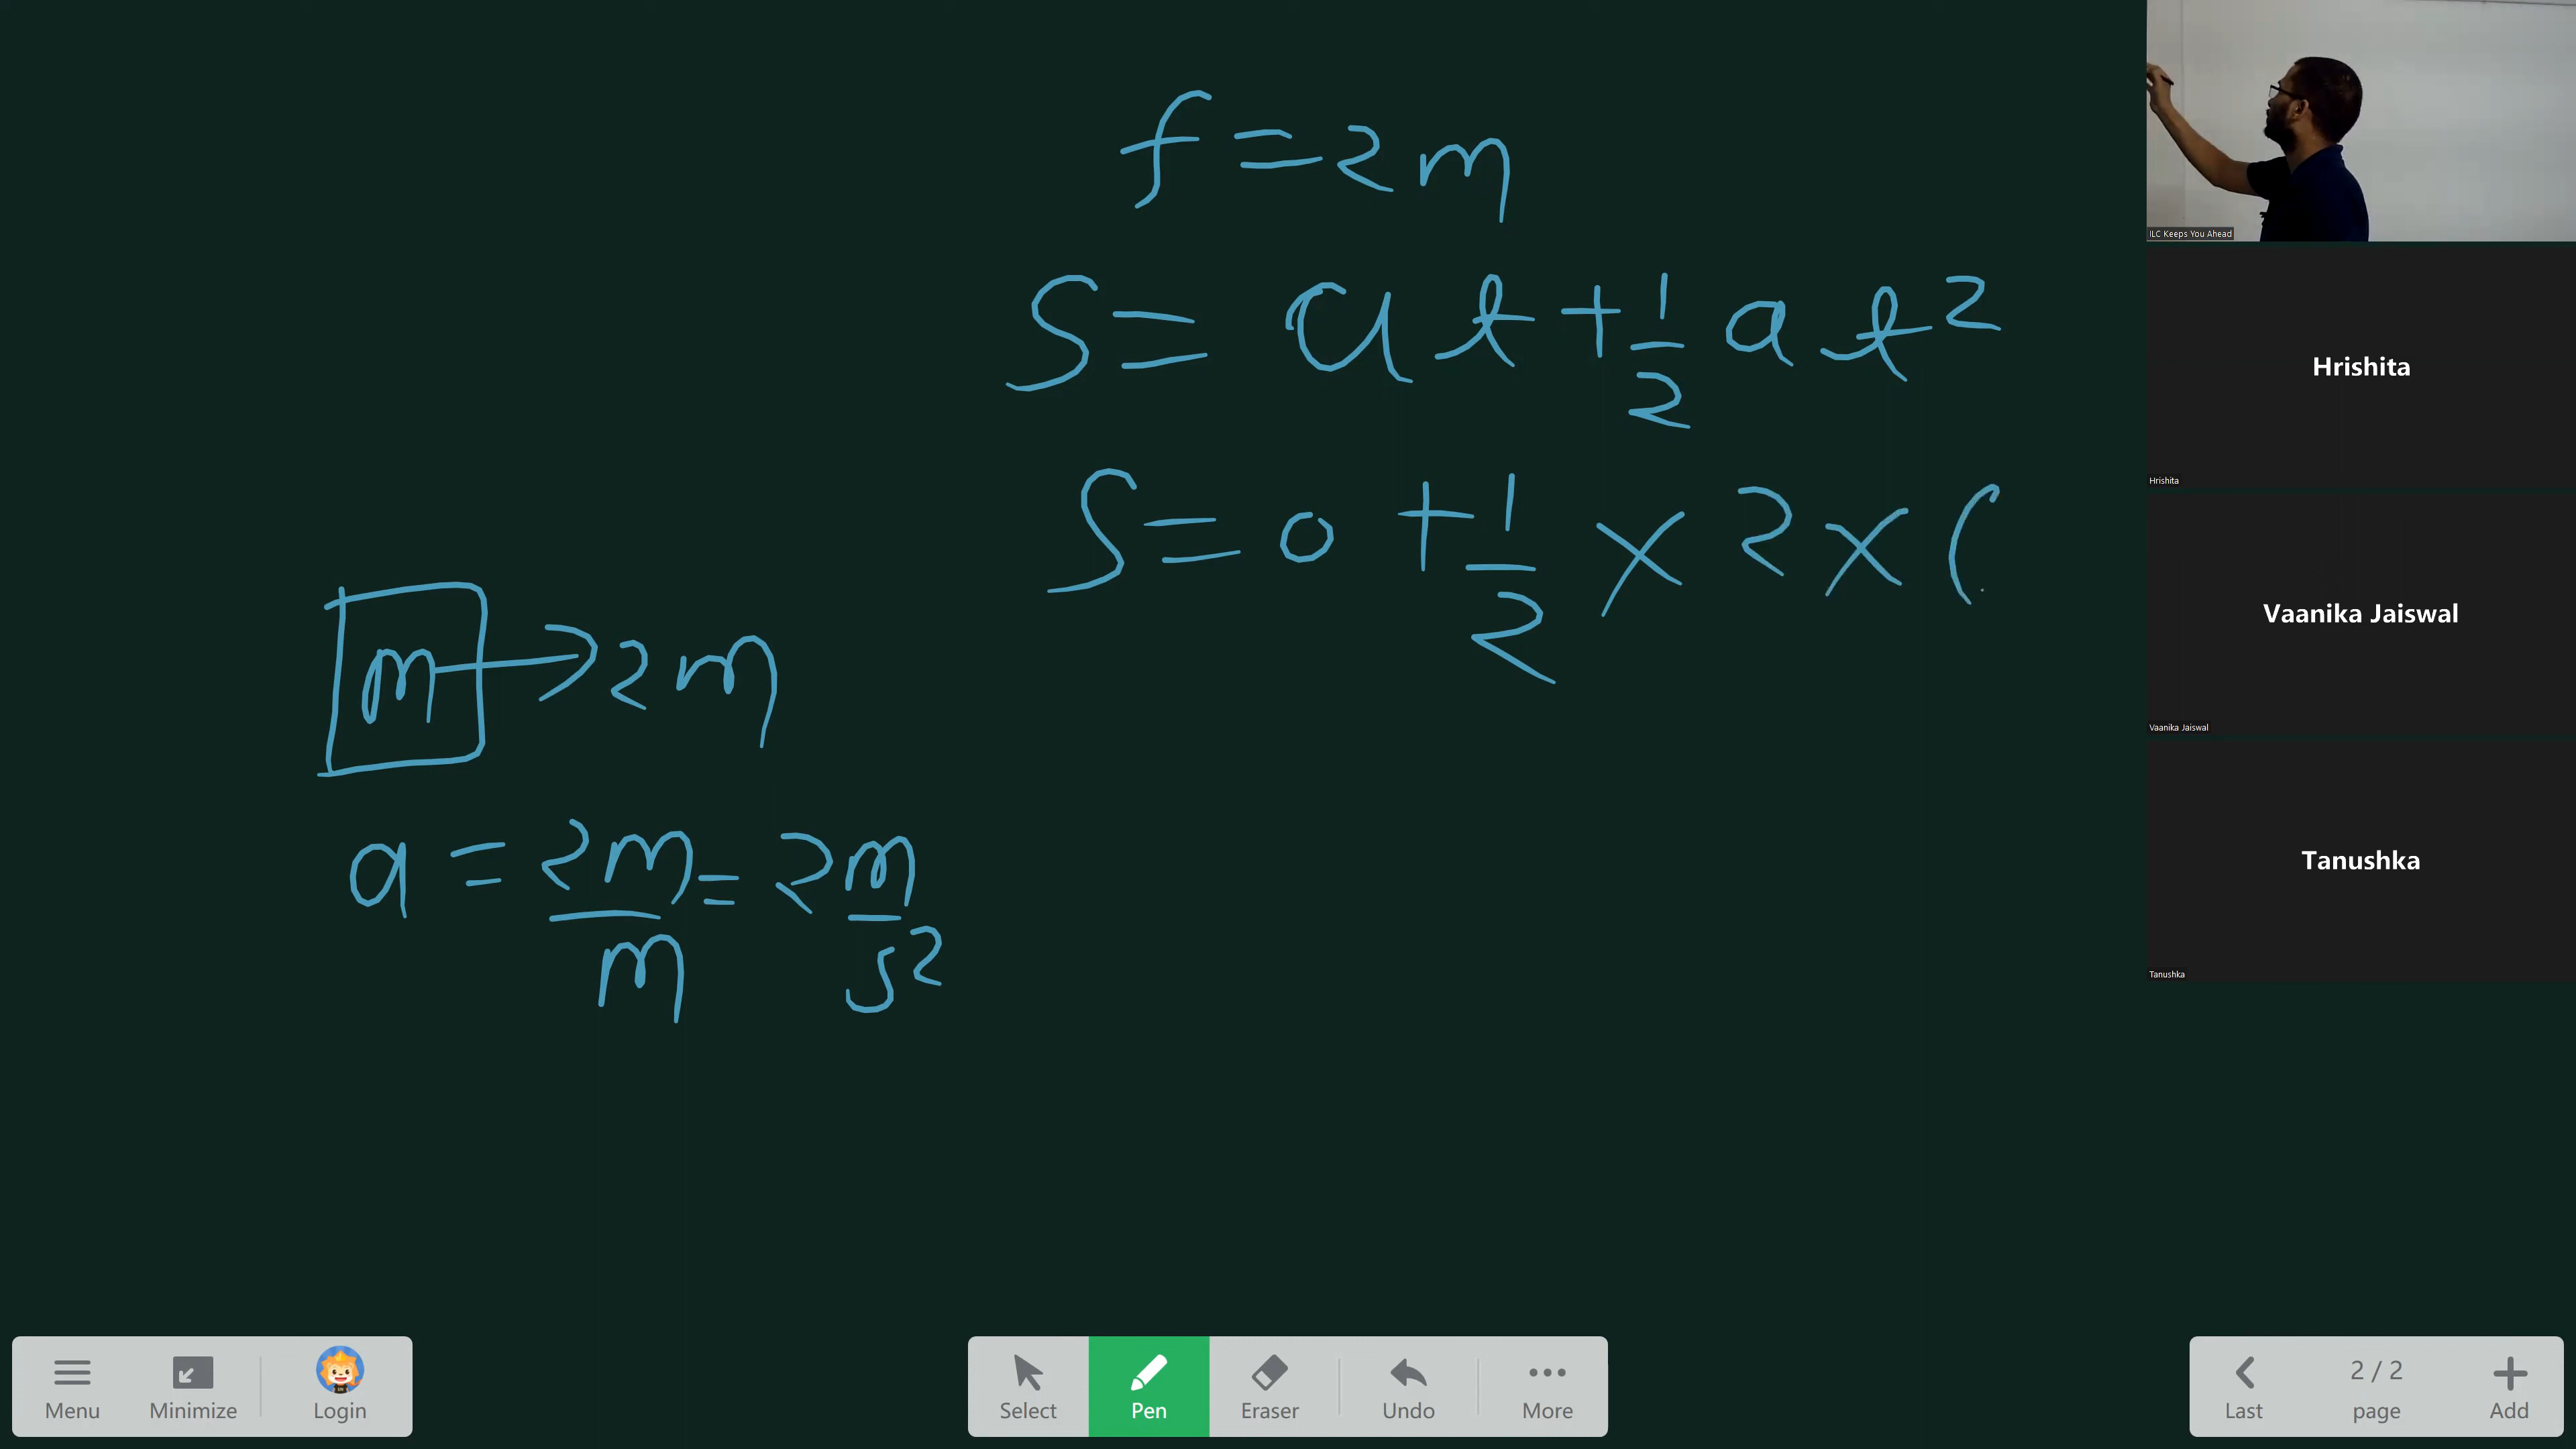 f = 2m
S = ut + 1/2 at²
S = 0 + 1/2 × 2 × (
m → 2m
a = 2m/m = 2 m/s²
ILC Keeps You Ahead
Hrishita
Hrishita
Vaanika Jaiswal
Vaanika Jaiswal
Tanushka
Tanushka
Menu Minimize Login
Select Pen Eraser Undo More
Last 2 / 2 page Add